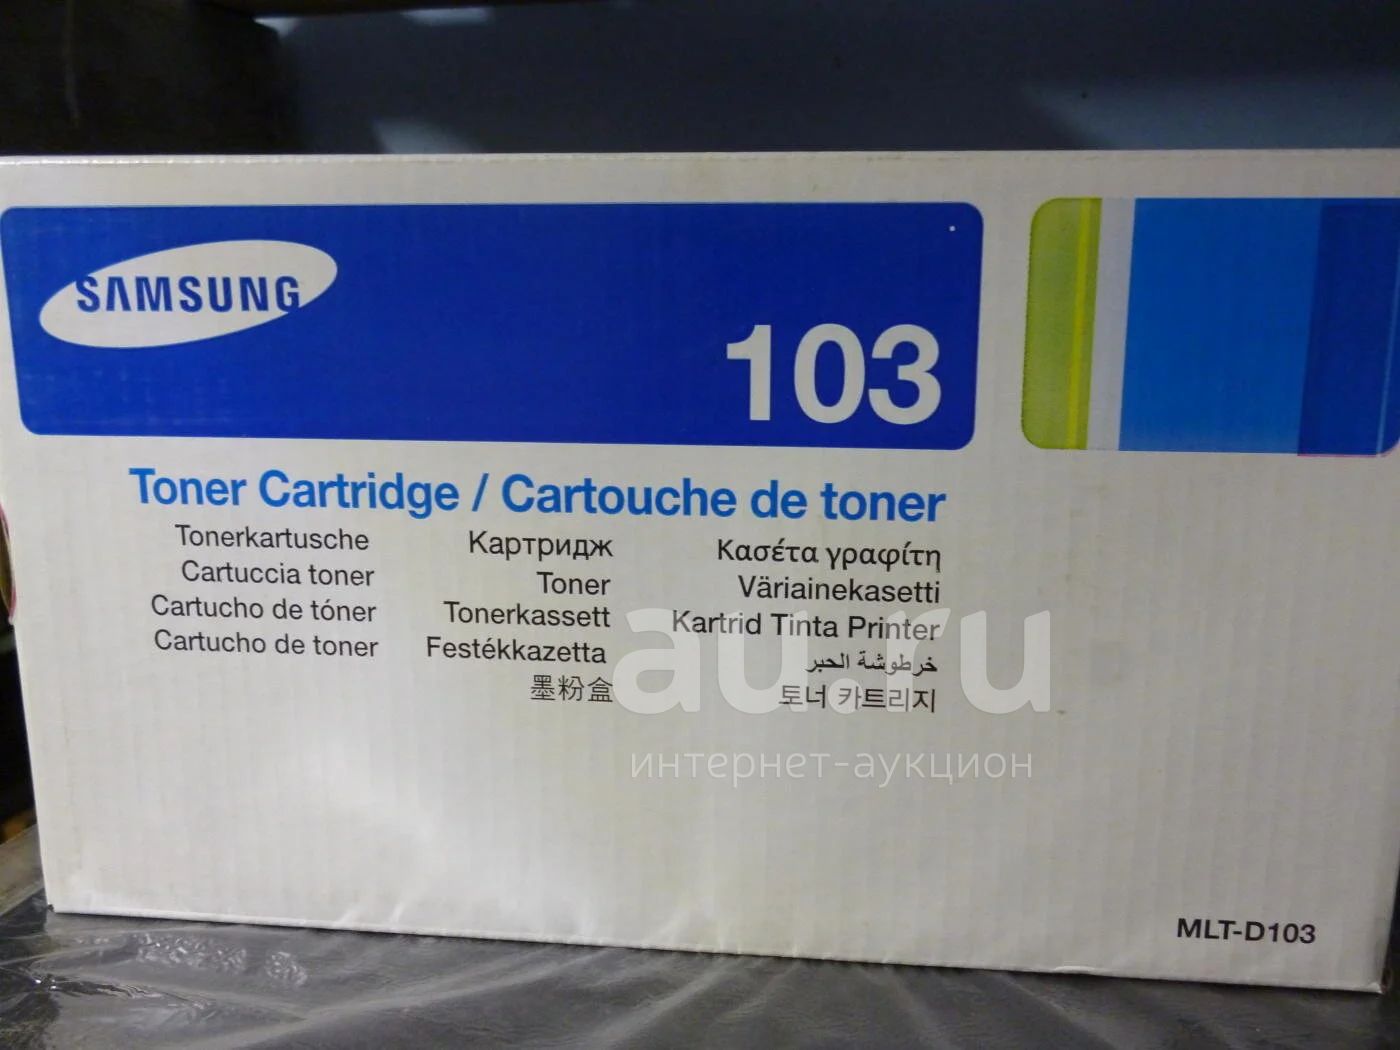 SAMSUNG
103
Toner Cartridge / Cartouche de toner
Tonerkartusche
Cartuccia toner
Cartucho de tóner
Cartucho de toner
Картридж
Toner
Tonerkassett
Festékkazetta
墨粉盒
Κασέτα γραφίτη
Väriainekasetti
Kartrid Tinta Printer
خرطوشة الحبر
토너 카트리지
au.ru
интернет-аукцион
MLT-D103